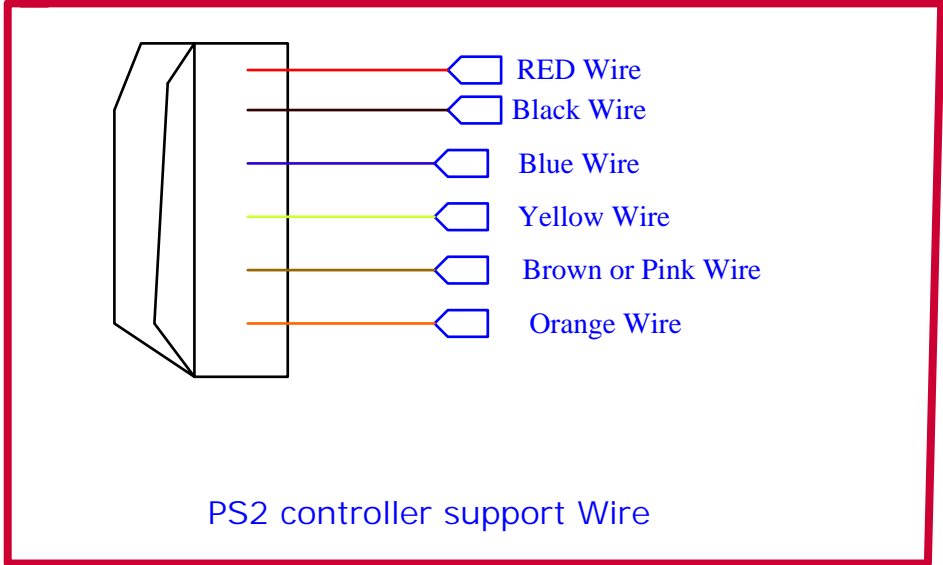 RED Wire
Black Wire
Blue Wire
Yellow Wire
Brown or Pink Wire
Orange Wire
PS2 controller support Wire